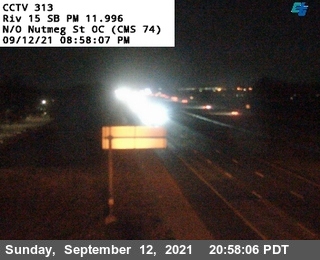 CCTV 313
Riv 15 SB PM 11.996
N/O Nutmeg St OC (CMS 74)
09/12/21 08:58:07 PM
Sunday, September 12, 2021 20:58:06 PDT